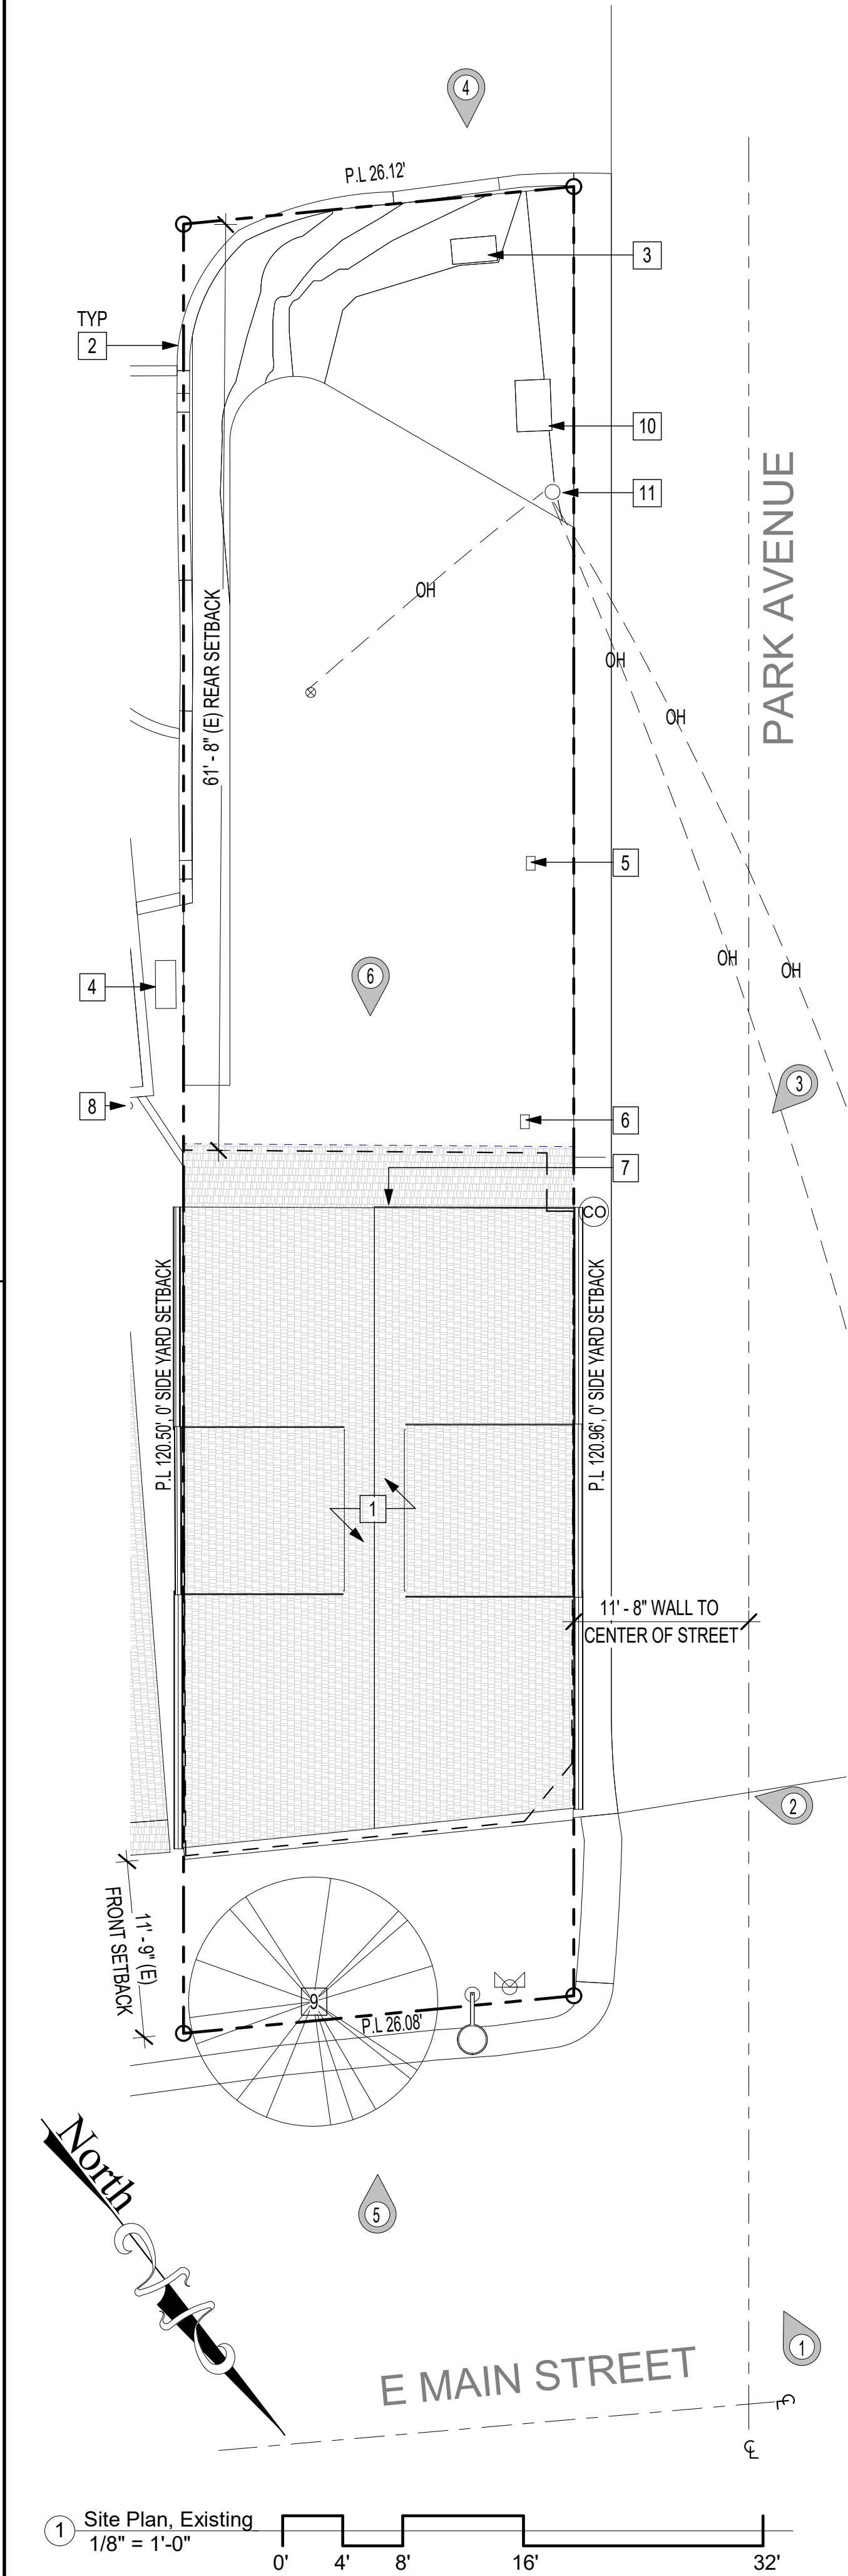 4
P.L 26.12'
3
TYP
2
10
11
PARK AVENUE
OH
OH
OH
61' - 8" (E) REAR SETBACK
5
OH
OH
6
4
3
8
6
7
CO
P.L 120.50', 0' SIDE YARD SETBACK
P.L 120.96', 0' SIDE YARD SETBACK
1
11' - 8" WALL TO
CENTER OF STREET
2
11' - 9" (E)
FRONT SETBACK
9
P.L 26.08'
North
5
1
E MAIN STREET
℄
℄
1
Site Plan, Existing
1/8" = 1'-0"
0' 4' 8' 16' 32'